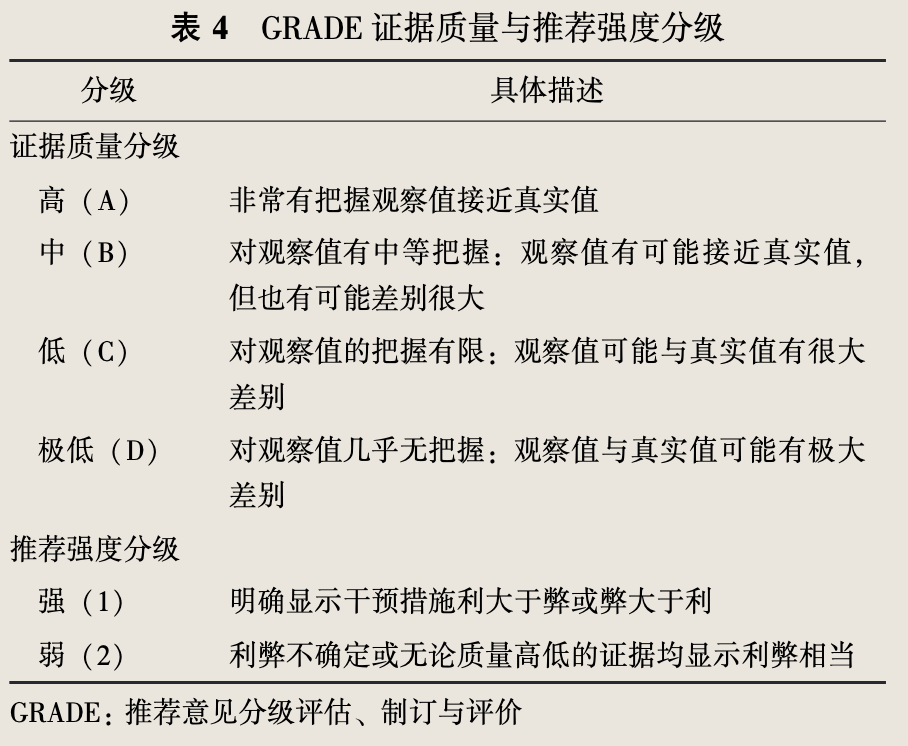 表 4 GRADE 证据质量与推荐强度分级
分级 具体描述
证据质量分级
高（A） 非常有把握观察值接近真实值
中（B） 对观察值有中等把握：观察值有可能接近真实值，
但也有可能差别很大
低（C） 对观察值的把握有限：观察值可能与真实值有很大
差别
极低（D） 对观察值几乎无把握：观察值与真实值可能有极大
差别
推荐强度分级
强（1） 明确显示干预措施利大于弊或弊大于利
弱（2） 利弊不确定或无论质量高低的证据均显示利弊相当
GRADE：推荐意见分级评估、制订与评价